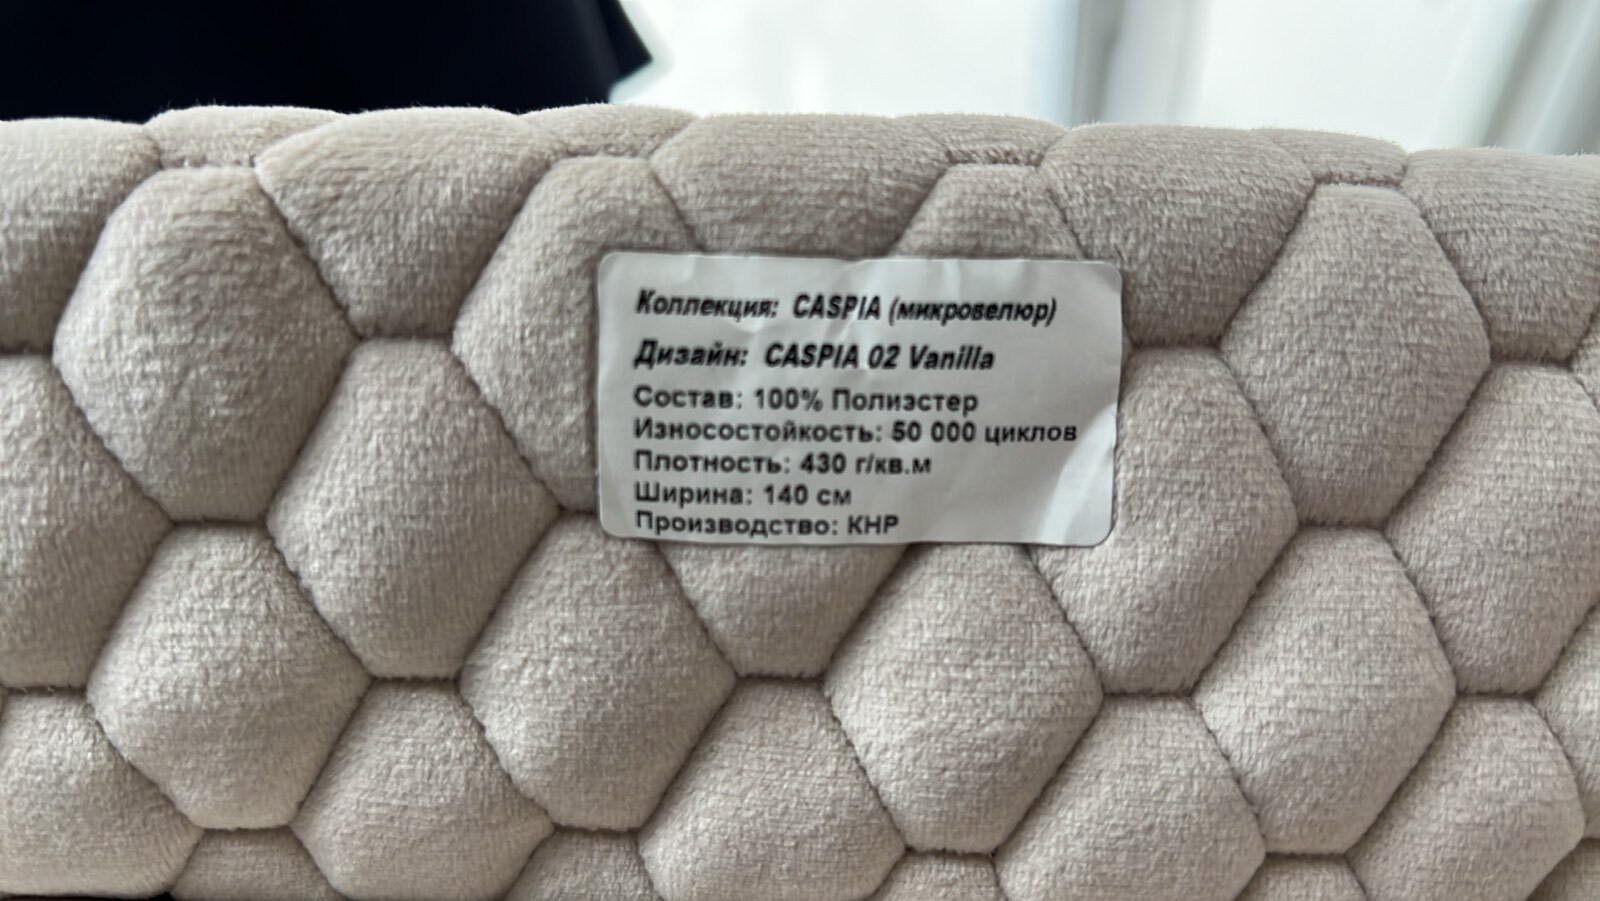 Коллекция: CASPIA (микровелюр)
Дизайн: CASPIA 02 Vanilla
Состав: 100% Полиэстер
Износостойкость: 50 000 циклов
Плотность: 430 г/кв.м
Ширина: 140 см
Производство: КНР